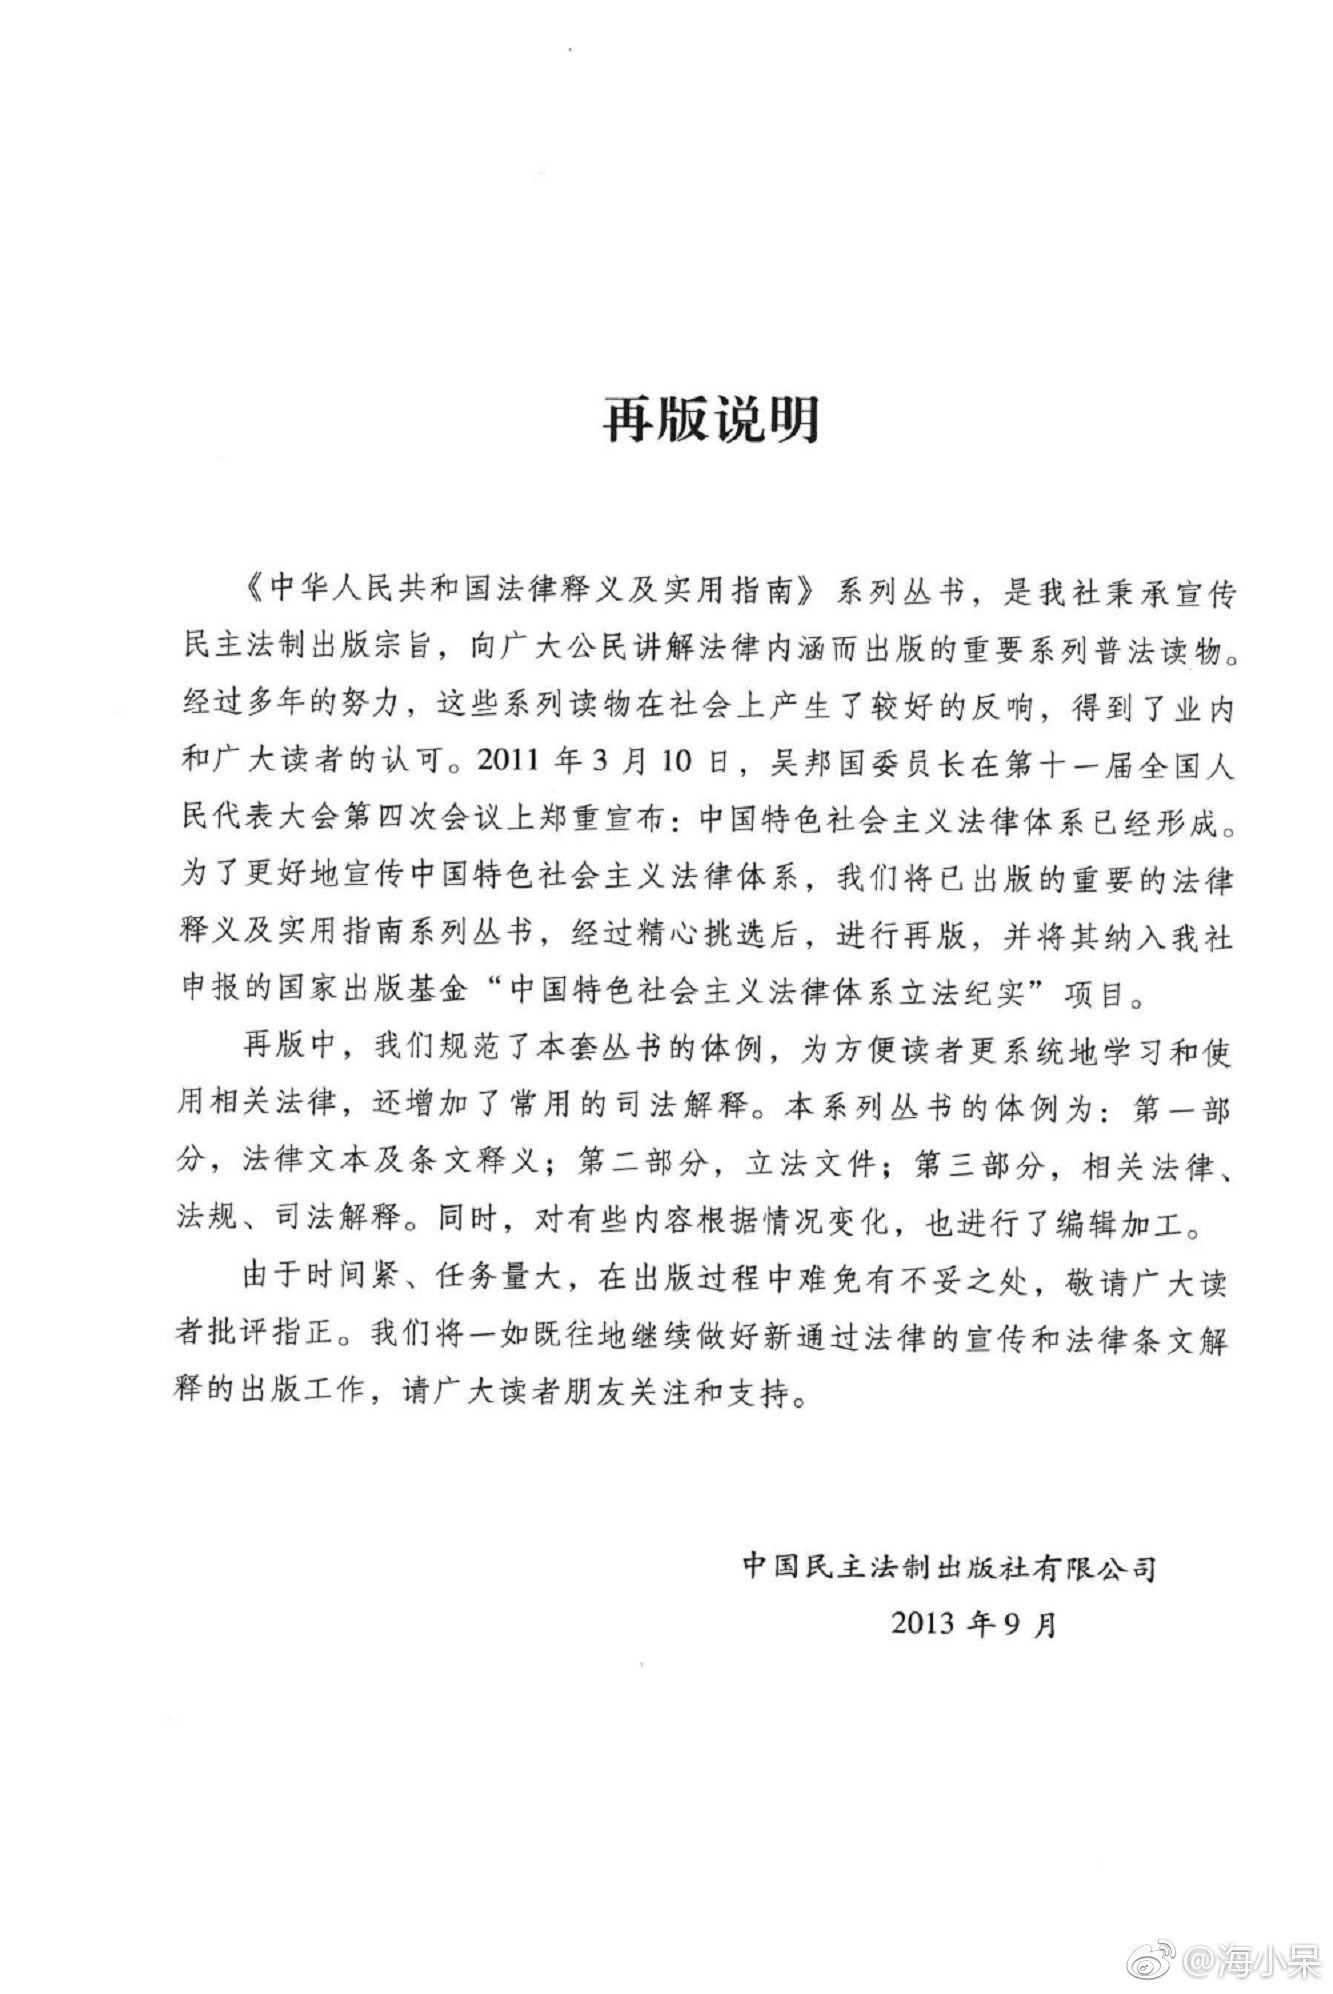 再版说明
《中华人民共和国法律释义及实用指南》系列丛书，是我社秉承宣传
民主法制出版宗旨，向广大公民讲解法律内涵而出版的重要系列普法读物。
经过多年的努力，这些系列读物在社会上产生了较好的反响，得到了业内
和广大读者的认可。2011 年 3 月 10 日，吴邦国委员长在第十一届全国人
民代表大会第四次会议上郑重宣布：中国特色社会主义法律体系已经形成。
为了更好地宣传中国特色社会主义法律体系，我们将已出版的重要的法律
释义及实用指南系列丛书，经过精心挑选后，进行再版，并将其纳入我社
申报的国家出版基金“中国特色社会主义法律体系立法纪实”项目。
再版中，我们规范了本套丛书的体例，为方便读者更系统地学习和使
用相关法律，还增加了常用的司法解释。本系列丛书的体例为：第一部
分，法律文本及条文释义；第二部分，立法文件；第三部分，相关法律、
法规、司法解释。同时，对有些内容根据情况变化，也进行了编辑加工。
由于时间紧、任务量大，在出版过程中难免有不妥之处，敬请广大读
者批评指正。我们将一如既往地继续做好新通过法律的宣传和法律条文解
释的出版工作，请广大读者朋友关注和支持。
中国民主法制出版社有限公司
2013 年 9 月
@海小呆